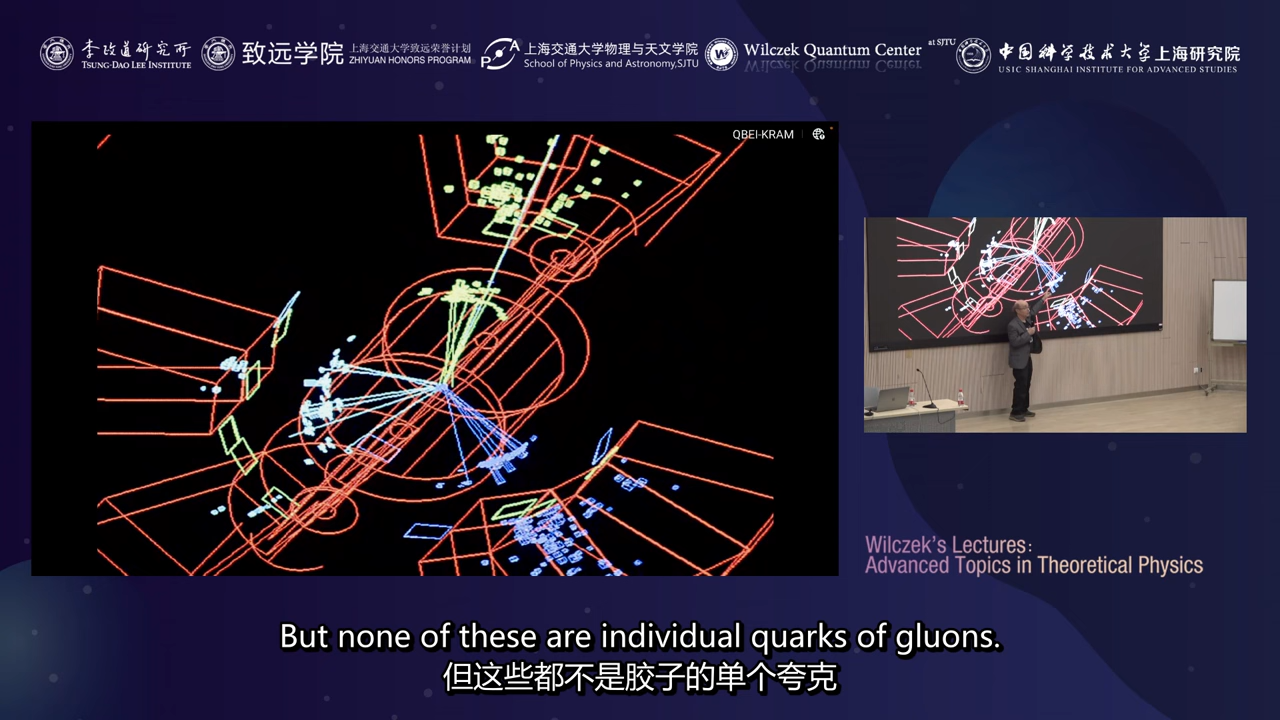 李政道研究所
TSUNG-DAO LEE INSTITUTE
致远学院
上海交通大学致远荣誉计划
ZHIYUAN HONORS PROGRAM
上海交通大学物理与天文学院
School of Physics and Astronomy,SJTU
Wilczek Quantum Center
at SJTU
中国科学技术大学上海研究院
USTC SHANGHAI INSTITUTE FOR ADVANCED STUDIES
QBEI-KRAM
Wilczek's Lectures:
Advanced Topics in Theoretical Physics
But none of these are individual quarks of gluons.
但这些都不是胶子的单个夸克